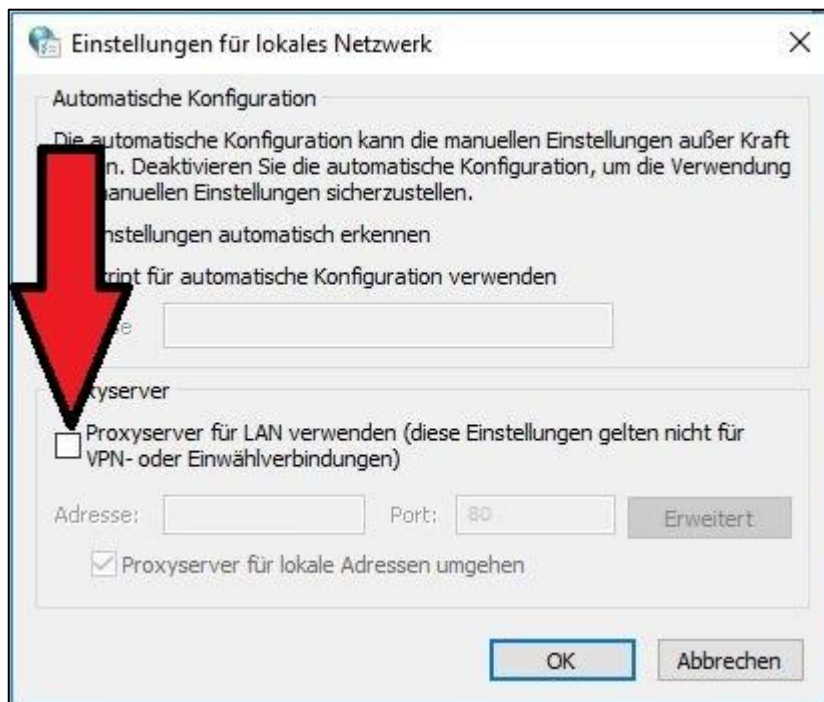 Einstellungen für lokales Netzwerk
Automatische Konfiguration
Die automatische Konfiguration kann die manuellen Einstellungen außer Kraft
Deaktivieren Sie die automatische Konfiguration, um die Verwendung
manuellen Einstellungen sicherzustellen.
automatisch erkennen
für automatische Konfiguration verwenden
Proxyserver für LAN verwenden (diese Einstellungen gelten nicht für
VPN- oder Einwählverbindungen)
Adresse:
Port:
80
Erweitert
Proxyserver für lokale Adressen umgehen
OK
Abbrechen